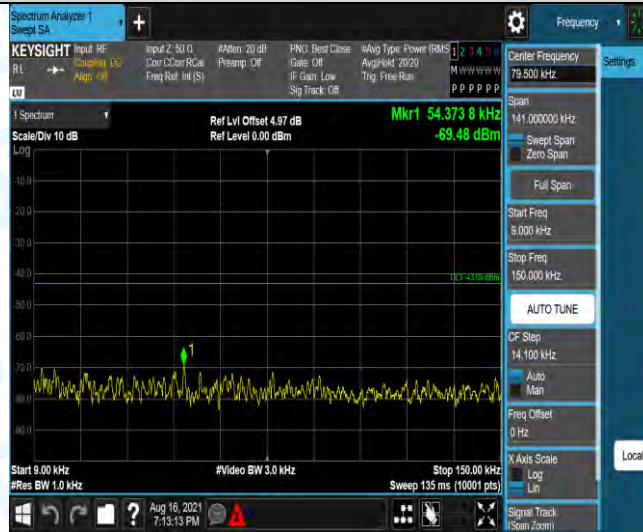 Spectrum Analyzer 1
Swept SA
+
Frequency
KEYSIGHT
Input: RF
Coupling: DC
Align: Off
Input Z: 50 Ω
Corr CCorr RCal
Freq Ref: Int (S)
#Atten: 20 dB
Preamp: Off
PNO: Best Close
Gate: Off
IF Gain: Low
Sig Track: Off
#Avg Type: Power (RMS
Avg|Hold: 20/20
Trig: Free Run
1 2 3 4 5 6
M W W W W W
P P P P P P
RL
LXI
1 Spectrum
Scale/Div 10 dB
Log
Ref Lvl Offset 4.97 dB
Ref Level 0.00 dBm
Mkr1 54.373 8 kHz
-69.48 dBm
-10.0
-20.0
-30.0
-40.0
-50.0
-60.0
-70.0
-80.0
-90.0
DL1 -43.00 dBm
1
Start 9.00 kHz
#Res BW 1.0 kHz
#Video BW 3.0 kHz
Stop 150.00 kHz
Sweep 135 ms (10001 pts)
?
Aug 16, 2021
7:13:13 PM
Center Frequency
79.500 kHz
Settings
Span
141.000000 kHz
Swept Span
Zero Span
Full Span
Start Freq
9.000 kHz
Stop Freq
150.000 kHz
AUTO TUNE
CF Step
14.100 kHz
Auto
Man
Freq Offset
0 Hz
X Axis Scale
Log
Lin
Local
Signal Track
(Span Zoom)